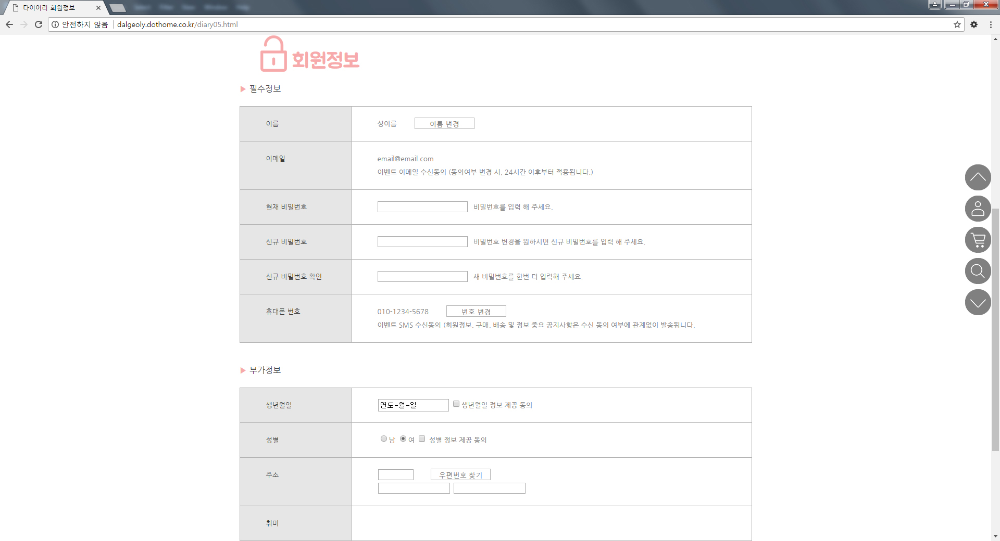 다이어리 회원정보
안전하지 않음 dalgeoly.dothome.co.kr/diary05.html
회원정보
필수정보
이름 성이름 이름 변경
이메일 email@email.com
이벤트 이메일 수신동의 (동의여부 변경 시, 24시간 이후부터 적용됩니다.)
현재 비밀번호 비밀번호를 입력 해 주세요.
신규 비밀번호 비밀번호 변경을 원하시면 신규 비밀번호를 입력 해 주세요.
신규 비밀번호 확인 새 비밀번호를 한번 더 입력해 주세요.
휴대폰 번호 010-1234-5678 번호 변경
이벤트 SMS 수신동의 (회원정보, 구매, 배송 및 정보 중요 공지사항은 수신 동의 여부에 관계없이 발송됩니다.
부가정보
생년월일 연도-월-일 생년월일 정보 제공 동의
성별 남 여 성별 정보 제공 동의
주소 우편번호 찾기
취미